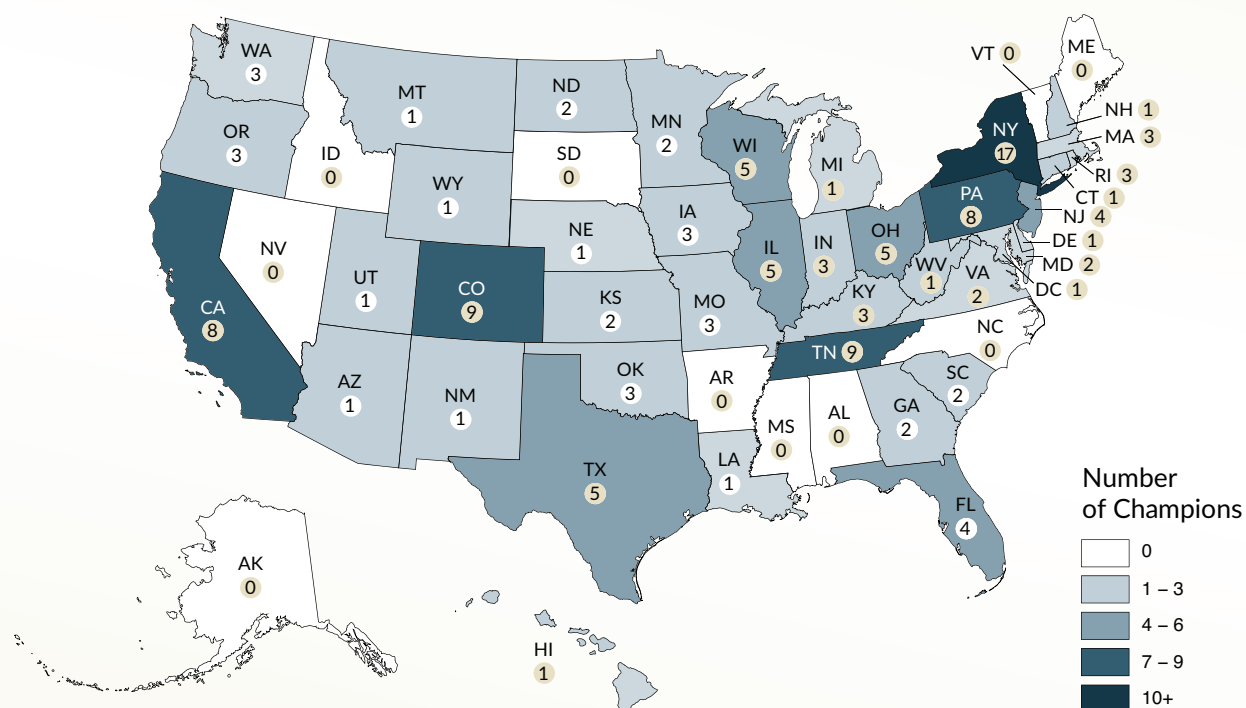 VT 0
ME
0
WA
3
MT
1
ND
2
MN
2
NH 1
MA 3
OR
3
ID
0
SD
0
WI
5
MI
1
NY
17
RI 3
CT 1
WY
1
PA
8
NJ 4
IA
3
NE
1
OH
5
IN
3
IL
5
DE 1
MD 2
DC 1
NV
0
UT
1
CO
9
WV
1
VA
2
KY
3
KS
2
MO
3
CA
8
NC
0
TN 9
OK
3
AR
0
SC
2
AZ
1
NM
1
GA
2
MS
0
AL
0
LA
1
TX
5
FL
4
AK
0
HI
1
Number
of Champions
0
1 – 3
4 – 6
7 – 9
10+